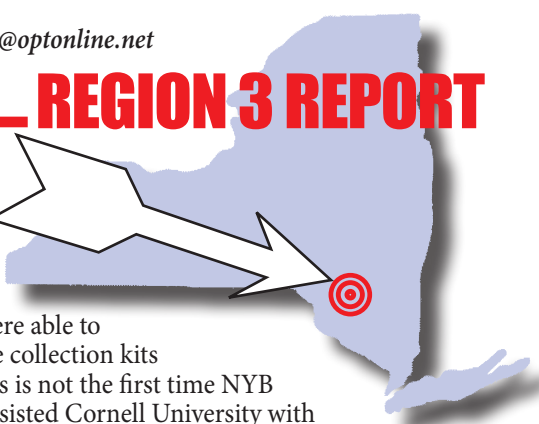 @optonline.net
REGION 3 REPORT
ere able to
e collection kits
s is not the first time NYB
sisted Cornell University with